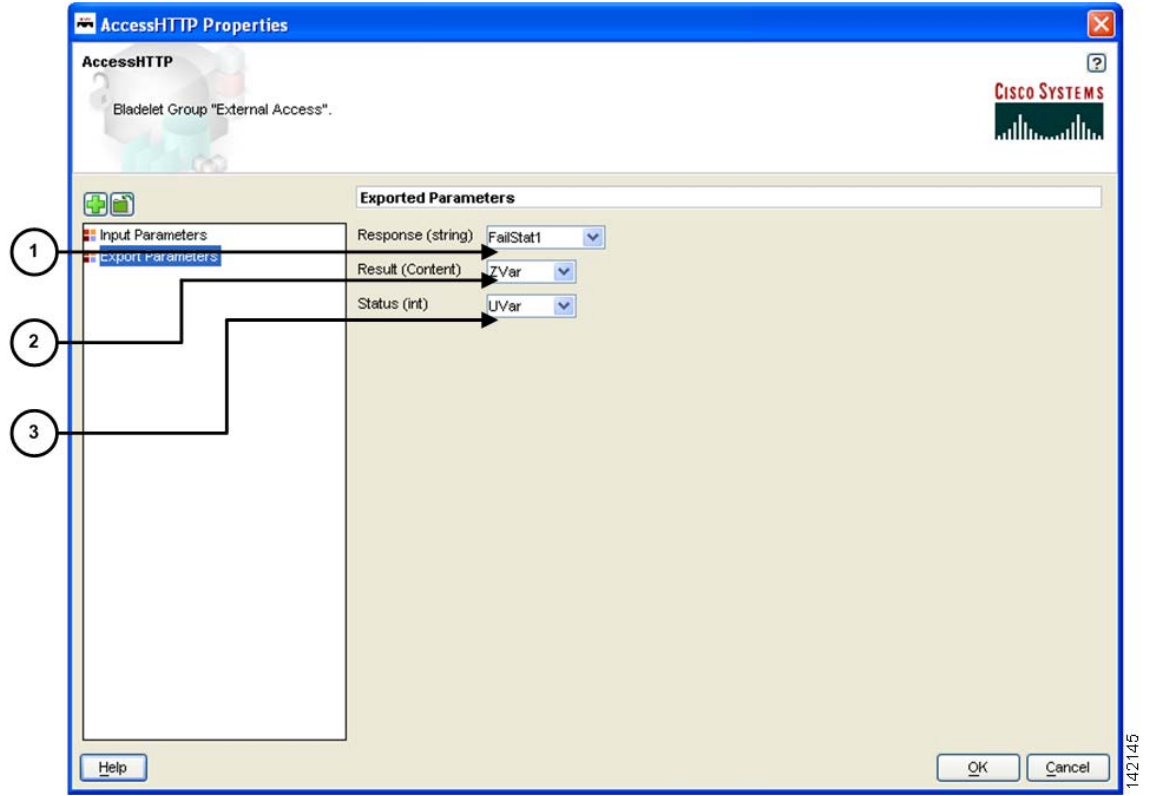 AccessHTTP Properties
AccessHTTP
?
Bladelet Group "External Access".
CISCO SYSTEMS
Exported Parameters
Input Parameters
Response (string) FailStat1
1
Export Parameters
Result (Content) ZVar
Status (int) UVar
2
3
Help
OK
Cancel
142145